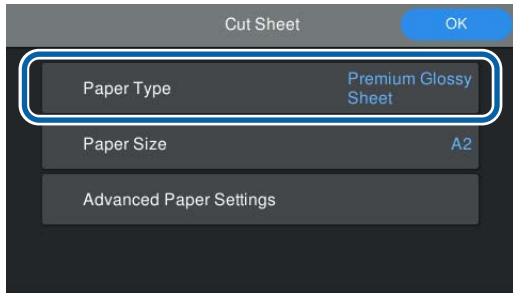 Cut Sheet OK
Paper Type Premium Glossy
Sheet
Paper Size A2
Advanced Paper Settings